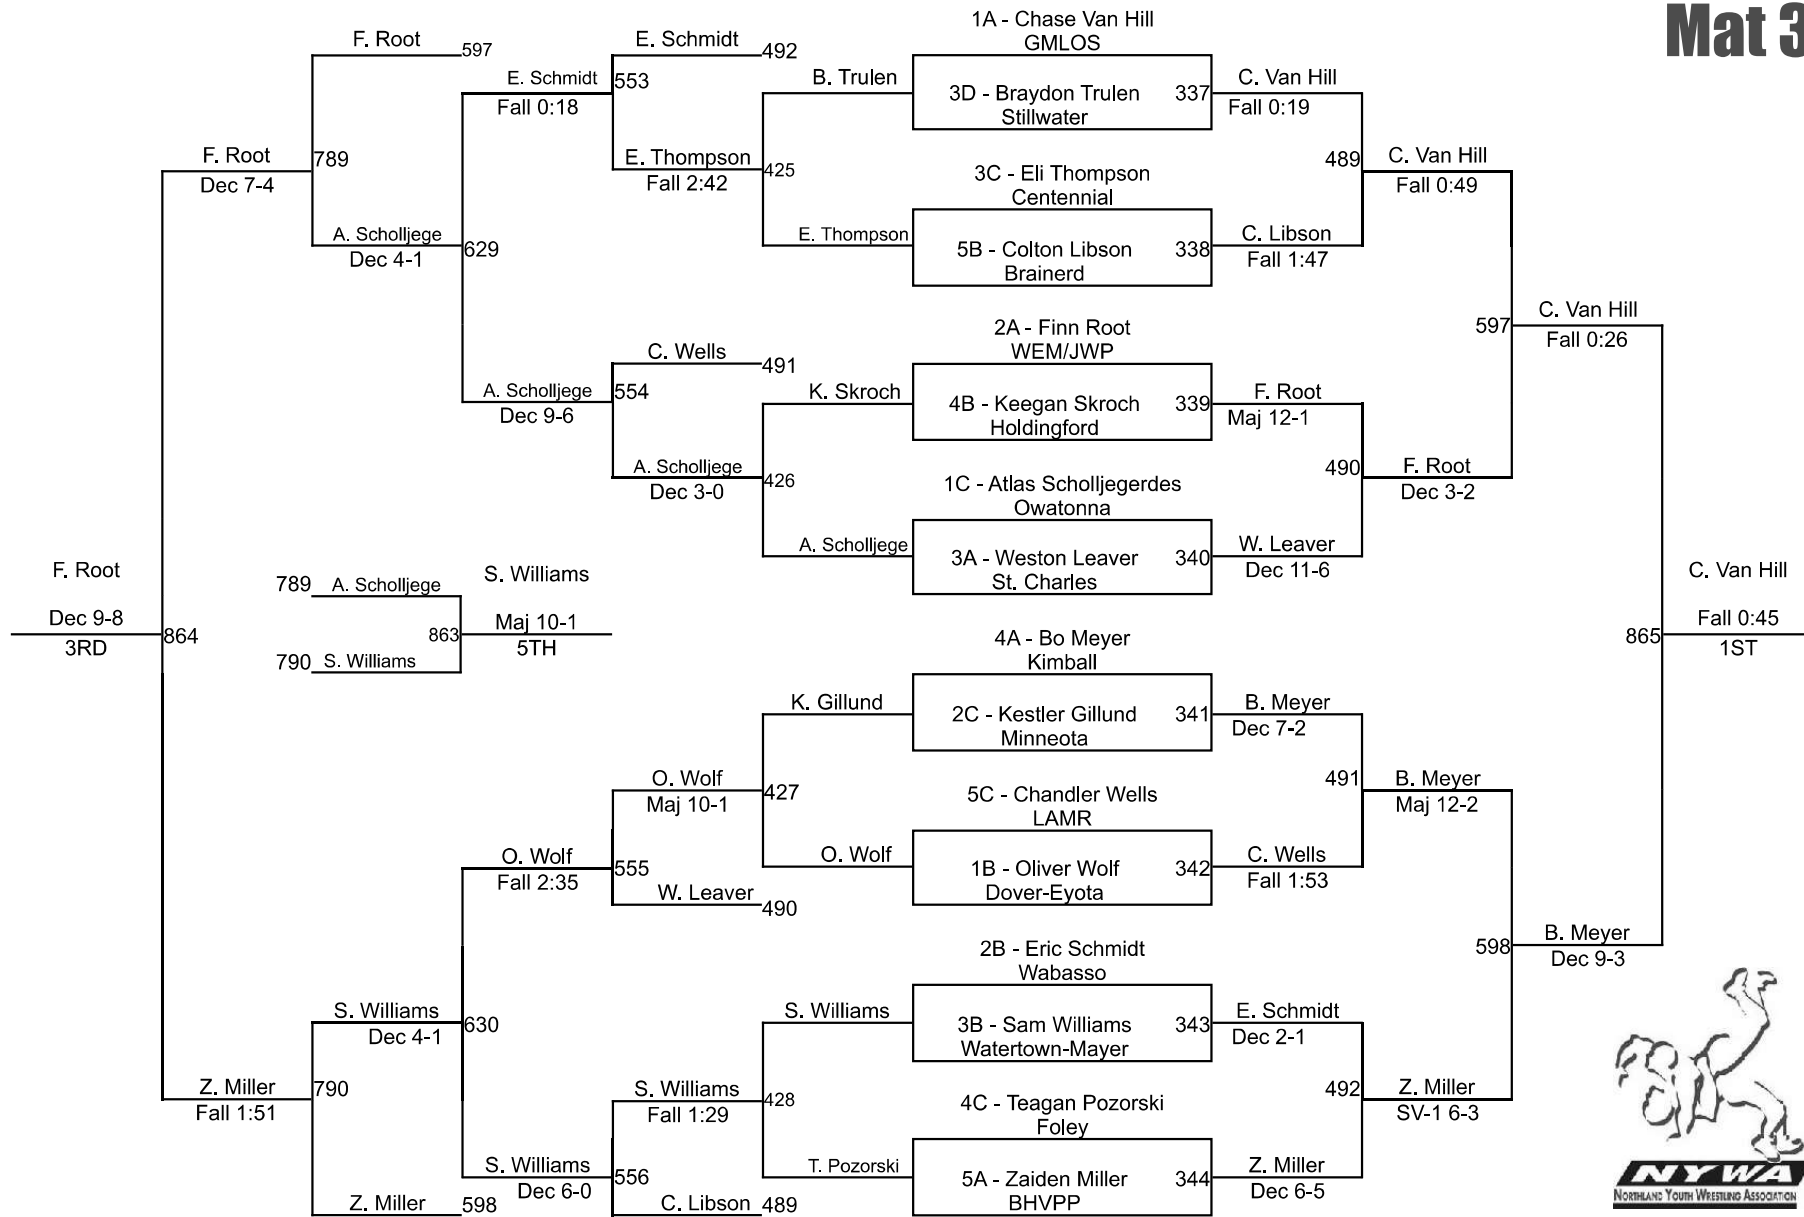 Mat 3
1A - Chase Van Hill
GMLOS
F. Root 597
E. Schmidt 492
E. Schmidt 553
Fall 0:18
B. Trulen
3D - Braydon Trulen 337
Stillwater
C. Van Hill
Fall 0:19
F. Root 789
Dec 7-4
E. Thompson 425
Fall 2:42
3C - Eli Thompson
Centennial
489 C. Van Hill
Fall 0:49
A. Scholljege 629
Dec 4-1
E. Thompson
5B - Colton Libson 338
Brainerd
C. Libson
Fall 1:47
2A - Finn Root
WEM/JWP
597 C. Van Hill
Fall 0:26
C. Wells 491
A. Scholljege 554
Dec 9-6
K. Skroch
4B - Keegan Skroch 339
Holdingford
F. Root
Maj 12-1
A. Scholljege 426
Dec 3-0
1C - Atlas Scholljegerdes
Owatonna
490 F. Root
Dec 3-2
A. Scholljege
3A - Weston Leaver 340
St. Charles
W. Leaver
Dec 11-6
F. Root
Dec 9-8 864
3RD
789 A. Scholljege
790 S. Williams
863
S. Williams
Maj 10-1
5TH
865
C. Van Hill
Fall 0:45
1ST
4A - Bo Meyer
Kimball
K. Gillund
2C - Kestler Gillund 341
Minneota
B. Meyer
Dec 7-2
O. Wolf 427
Maj 10-1
5C - Chandler Wells
LAMR
491 B. Meyer
Maj 12-2
O. Wolf 555
Fall 2:35
O. Wolf
1B - Oliver Wolf 342
Dover-Eyota
C. Wells
Fall 1:53
W. Leaver 490
2B - Eric Schmidt
Wabasso
598 B. Meyer
Dec 9-3
S. Williams 630
Dec 4-1
S. Williams
3B - Sam Williams 343
Watertown-Mayer
E. Schmidt
Dec 2-1
Z. Miller 790
Fall 1:51
S. Williams 428
Fall 1:29
4C - Teagan Pozorski
Foley
492 Z. Miller
SV-1 6-3
S. Williams 556
Dec 6-0
T. Pozorski
5A - Zaiden Miller 344
BHVPP
Z. Miller
Dec 6-5
Z. Miller 598
C. Libson 489
NYWA
NORTHLAND YOUTH WRESTLING ASSOCIATION